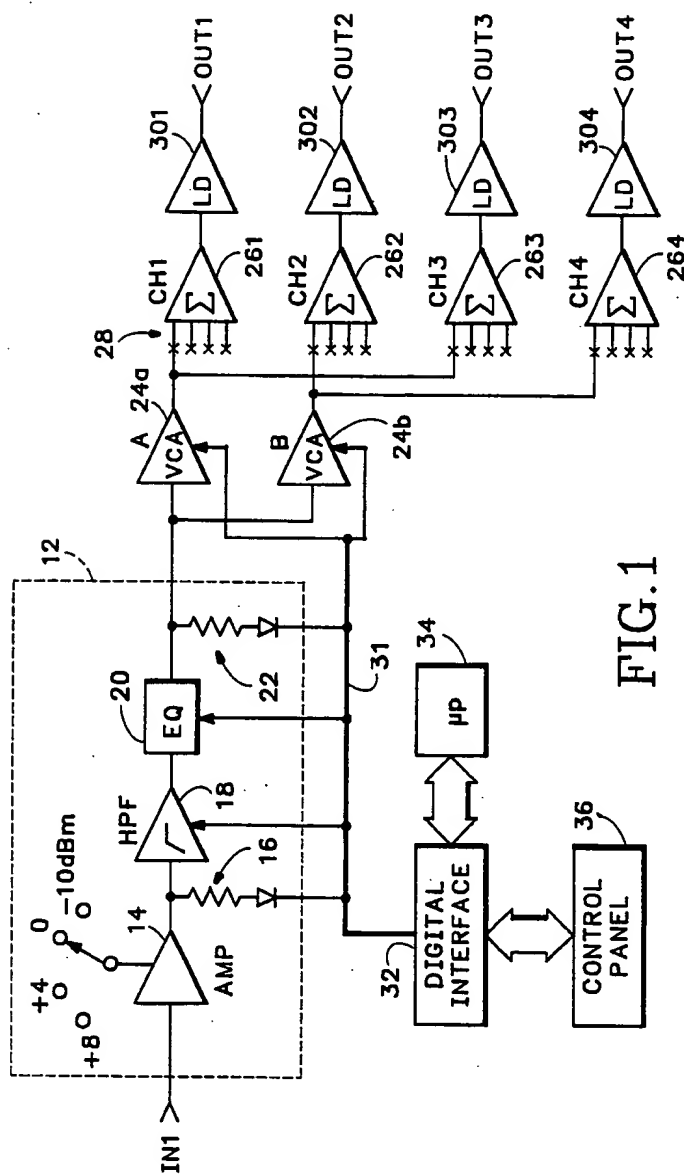 12
+8
+4
0
-10dBm
IN1
14
AMP
16
HPF
18
20
EQ
22
A
24a
VCA
B
VCA
24b
28
CH1
Σ
261
301
LD
OUT1
CH2
Σ
262
302
LD
OUT2
CH3
Σ
263
303
LD
OUT3
CH4
Σ
264
304
LD
OUT4
31
32
DIGITAL
INTERFACE
34
μP
36
CONTROL
PANEL
FIG.1